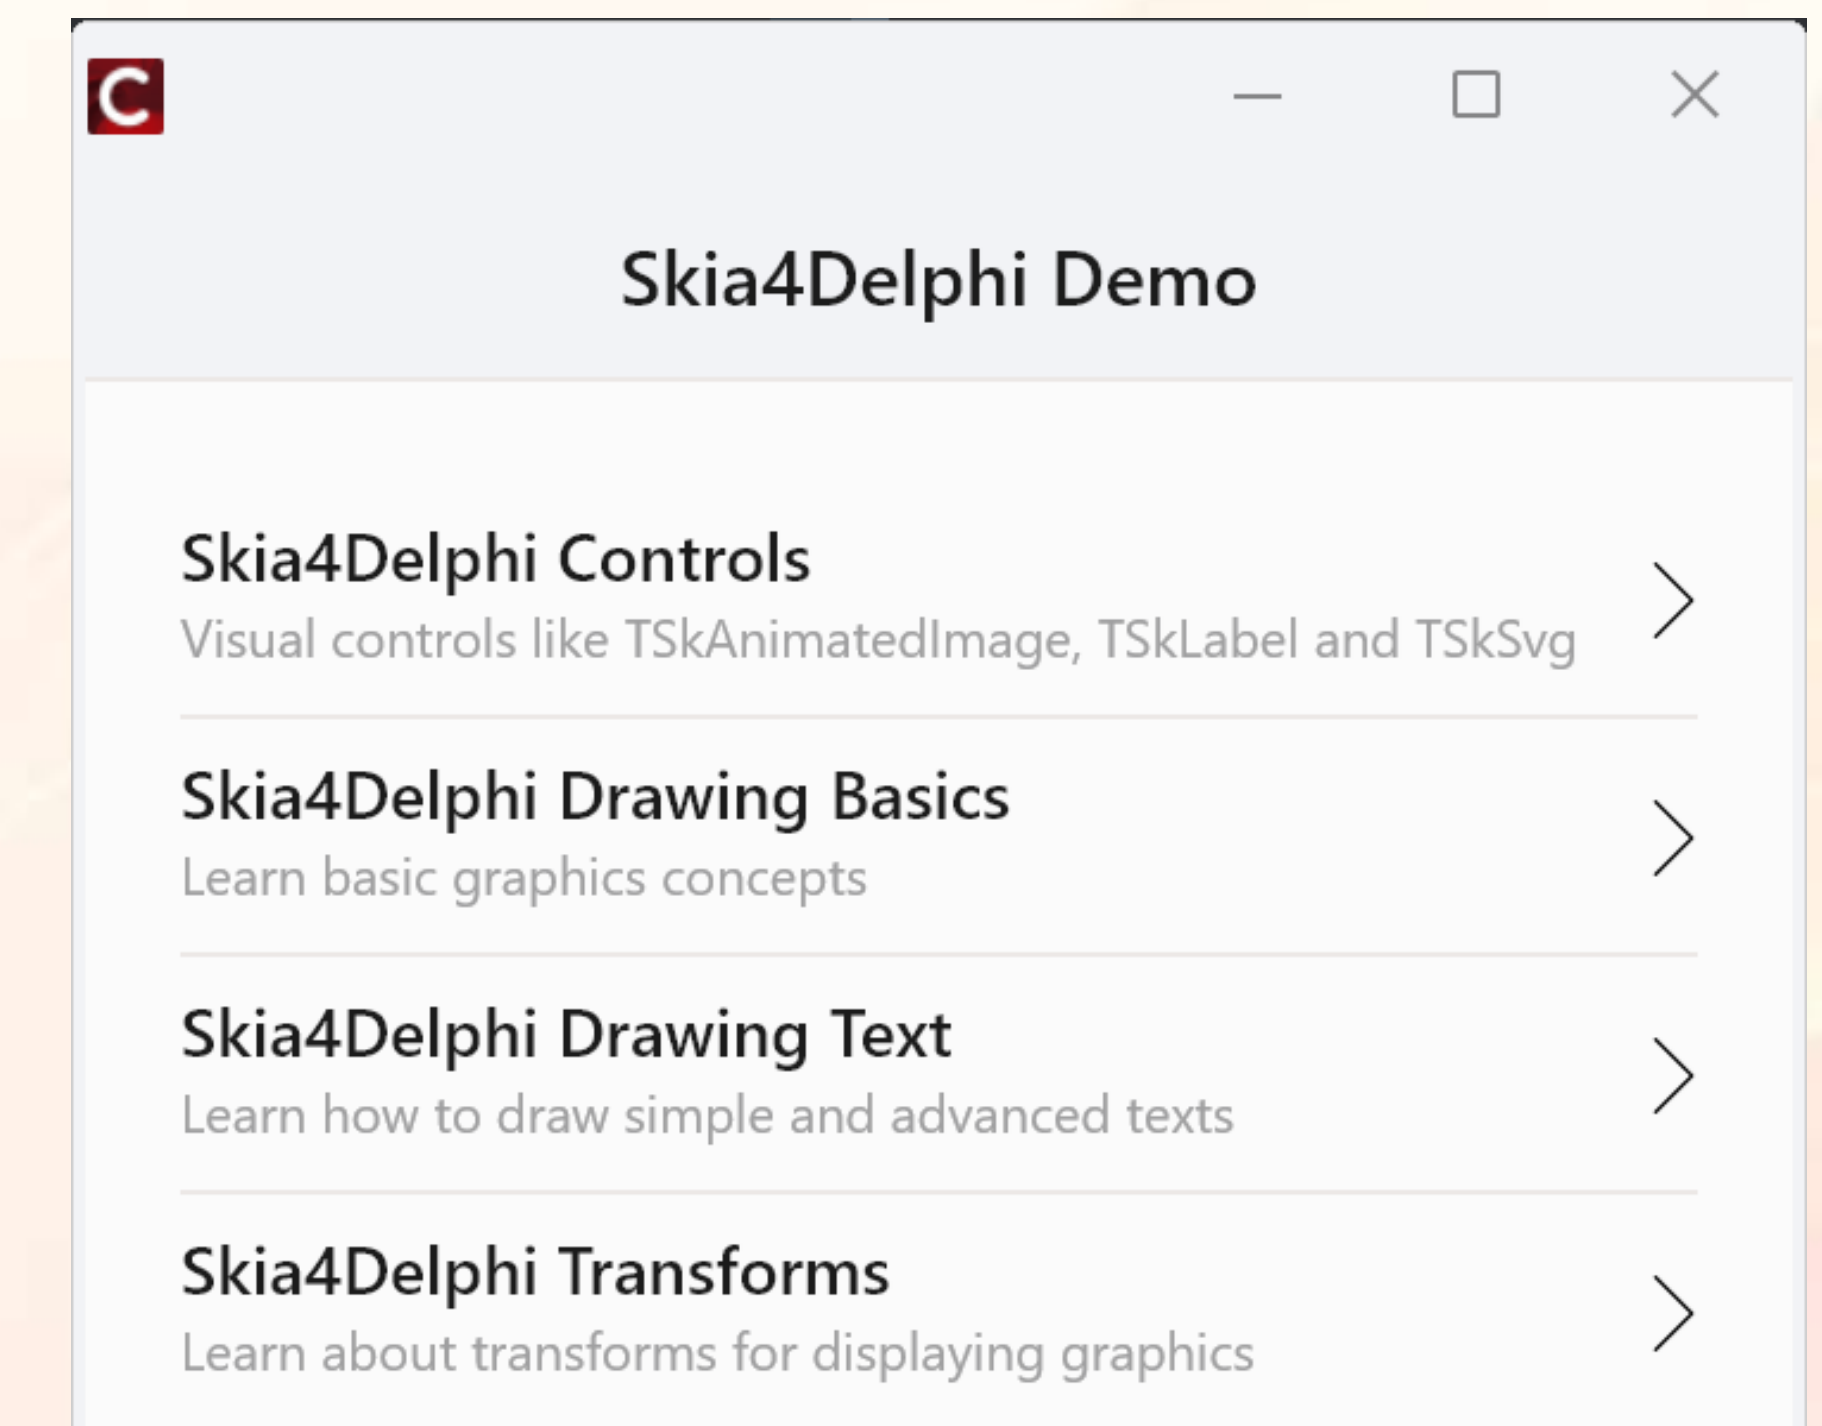 C
Skia4Delphi Demo
Skia4Delphi Controls
Visual controls like TSkAnimatedImage, TSkLabel and TSkSvg
Skia4Delphi Drawing Basics
Learn basic graphics concepts
Skia4Delphi Drawing Text
Learn how to draw simple and advanced texts
Skia4Delphi Transforms
Learn about transforms for displaying graphics